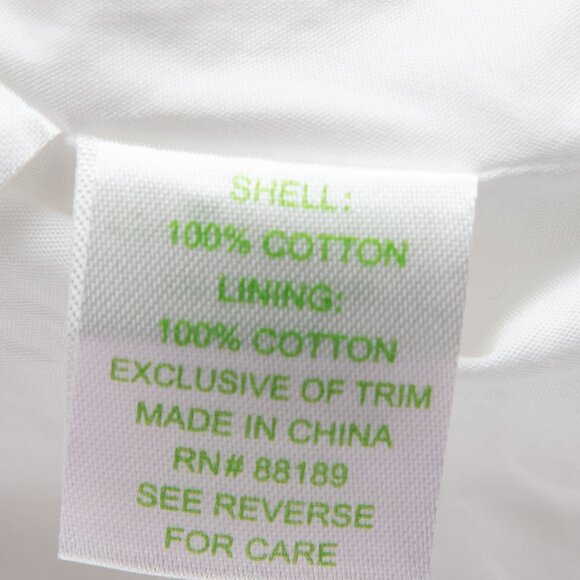 SHELL:
100% COTTON
LINING:
100% COTTON
EXCLUSIVE OF TRIM
MADE IN CHINA
RN# 88189
SEE REVERSE
FOR CARE